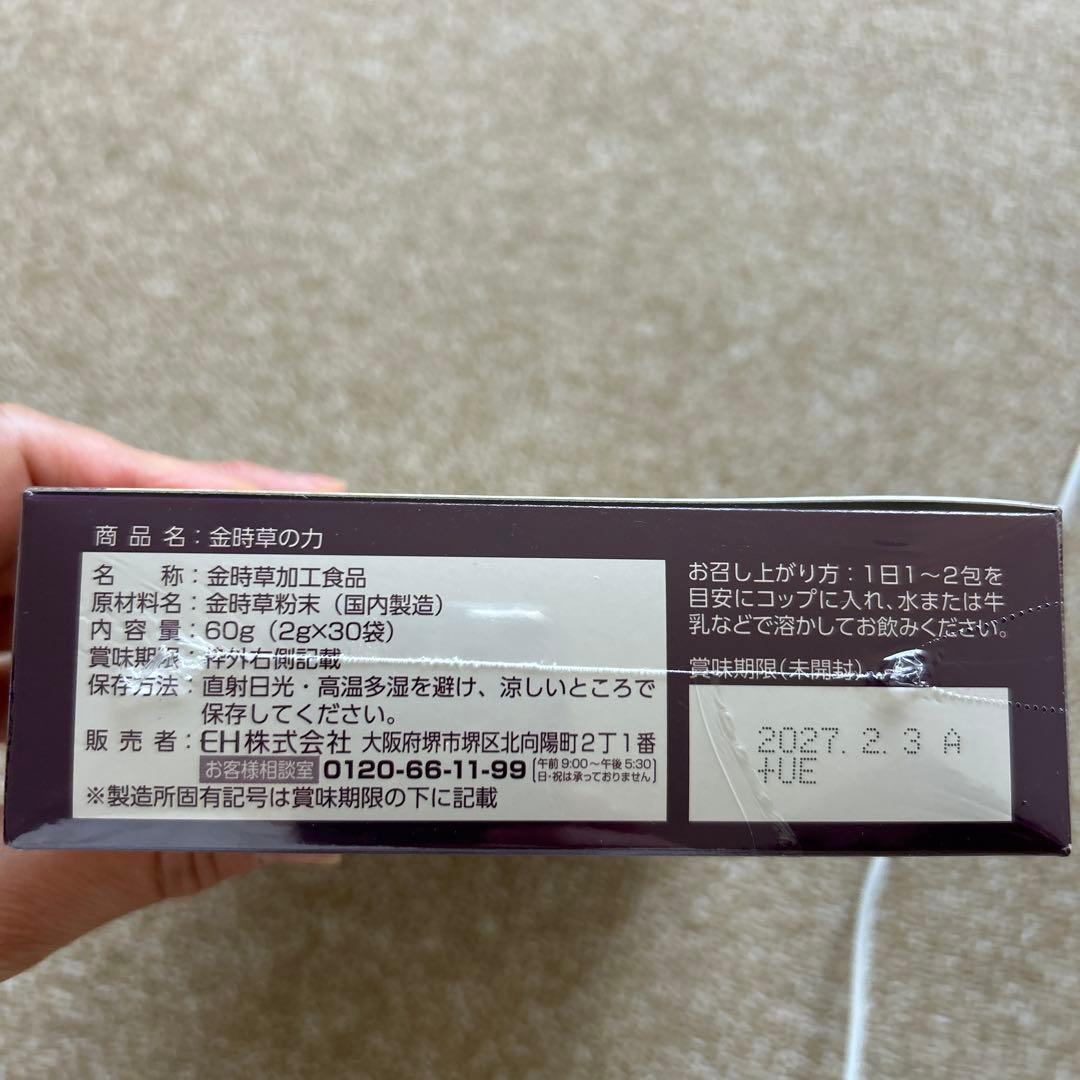 商品名：金時草の力
名　　称：金時草加工食品
原材料名：金時草粉末（国内製造）
内容量：60g（2g×30袋）
賞味期限：枠外右側記載
保存方法：直射日光・高温多湿を避け、涼しいところで
保存してください。
販売者：EH株式会社 大阪府堺市堺区北向陽町2丁1番
お客様相談室 0120-66-11-99 [午前9:00〜午後5:30
日・祝は承っておりません]
※製造所固有記号は賞味期限の下に記載
お召し上がり方：1日1〜2包を
目安にコップに入れ、水または牛
乳などで溶かしてお飲みください。
賞味期限（未開封）
2027. 2. 3 A
+UE